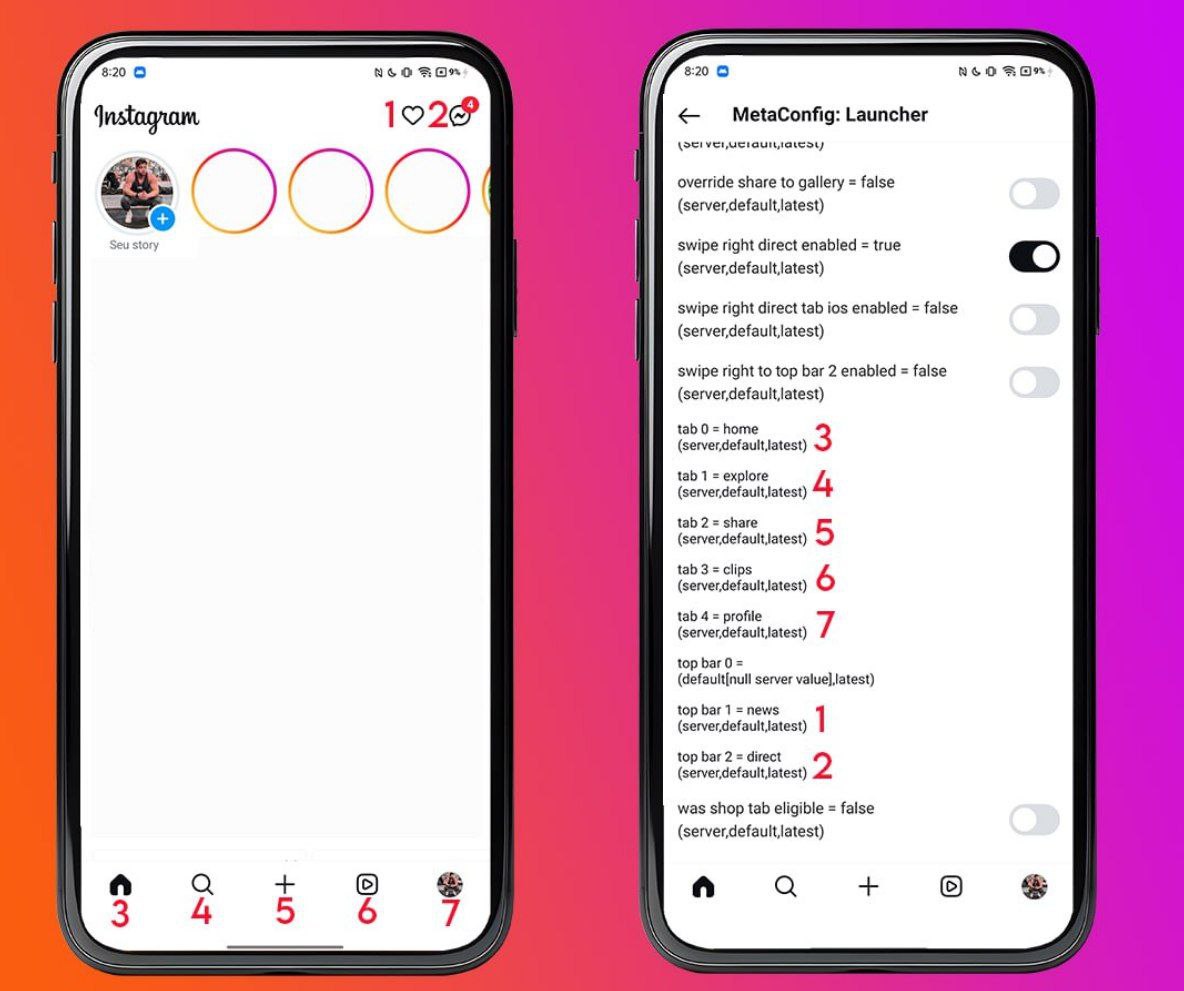 8:20
9%
Instagram
1
2
4
Seu story
3
4
5
6
7
8:20
9%
MetaConfig: Launcher
(server,default,latest)
override share to gallery = false
(server,default,latest)
swipe right direct enabled = true
(server,default,latest)
swipe right direct tab ios enabled = false
(server,default,latest)
swipe right to top bar 2 enabled = false
(server,default,latest)
tab 0 = home
(server,default,latest) 3
tab 1 = explore
(server,default,latest) 4
tab 2 = share
(server,default,latest) 5
tab 3 = clips
(server,default,latest) 6
tab 4 = profile
(server,default,latest) 7
top bar 0 =
(default[null server value],latest)
top bar 1 = news
(server,default,latest) 1
top bar 2 = direct
(server,default,latest) 2
was shop tab eligible = false
(server,default,latest)